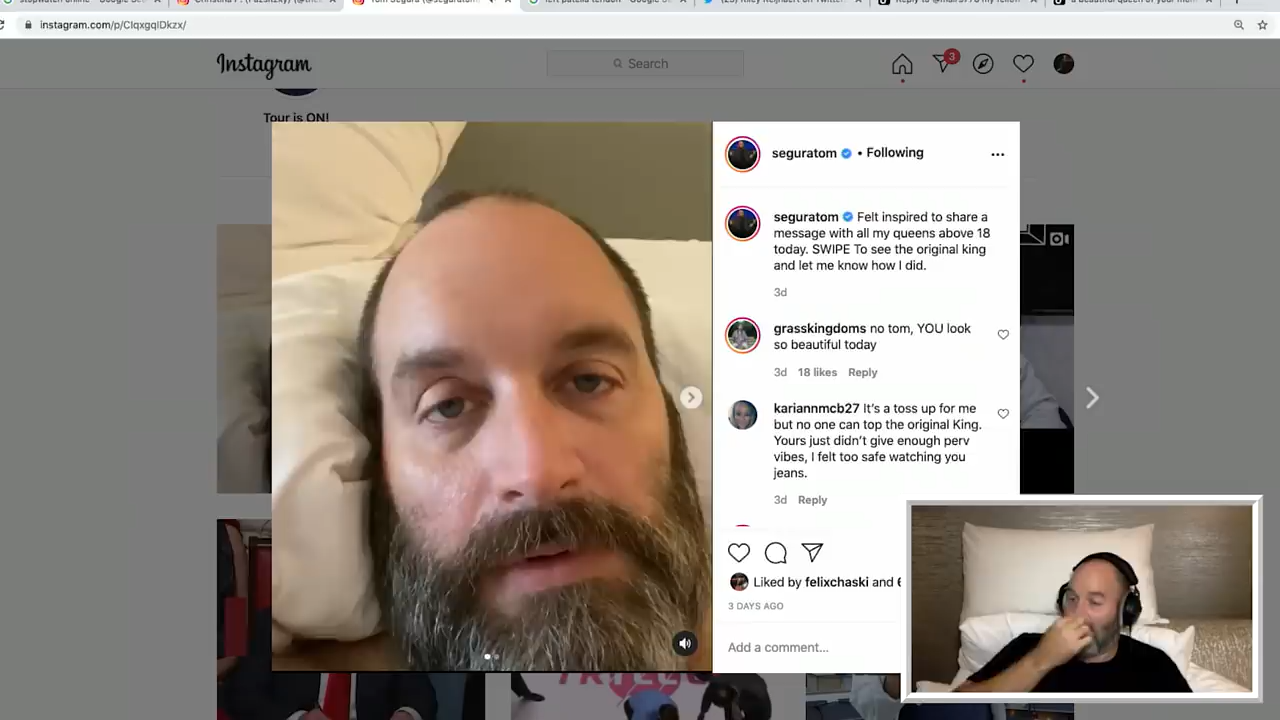 instagram.com/p/ClqxgqlDkzx/
Instagram
Search
3
Tour is ON!
seguratom • Following
seguratom Felt inspired to share a
message with all my queens above 18
today. SWIPE To see the original king
and let me know how I did.
3d
grasskingdoms no tom, YOU look
so beautiful today
3d 18 likes Reply
kariannmcb27 It's a toss up for me
but no one can top the original King.
Yours just didn't give enough perv
vibes, I felt too safe watching you
jeans.
3d Reply
Liked by felixchaski and 6
3 DAYS AGO
Add a comment...